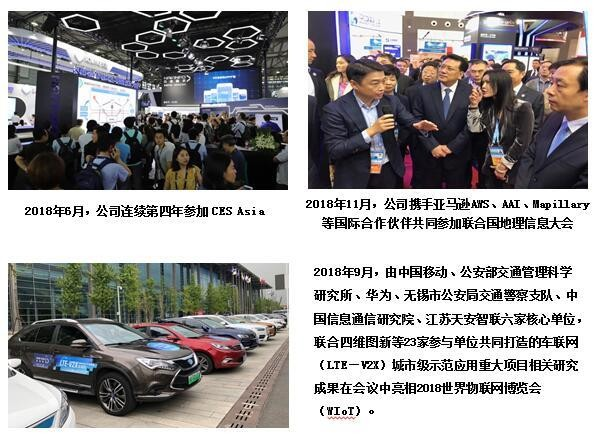 2018年6月，公司连续第四年参加 CES Asia
2018年11月，公司携手亚马逊AWS、AAI、Mapillary
等国际合作伙伴共同参加联合国地理信息大会
2018年9月，由中国移动、公安部交通管理科学
研究所、华为、无锡市公安局交通警察支队、中
国信息通信研究院、江苏天安智联六家核心单位，
联合四维图新等23家参与单位共同打造的车联网
（LTE－V2X）城市级示范应用重大项目相关研究
成果在会议中亮相2018世界物联网博览会
（WIoT）。
LTE-V2X